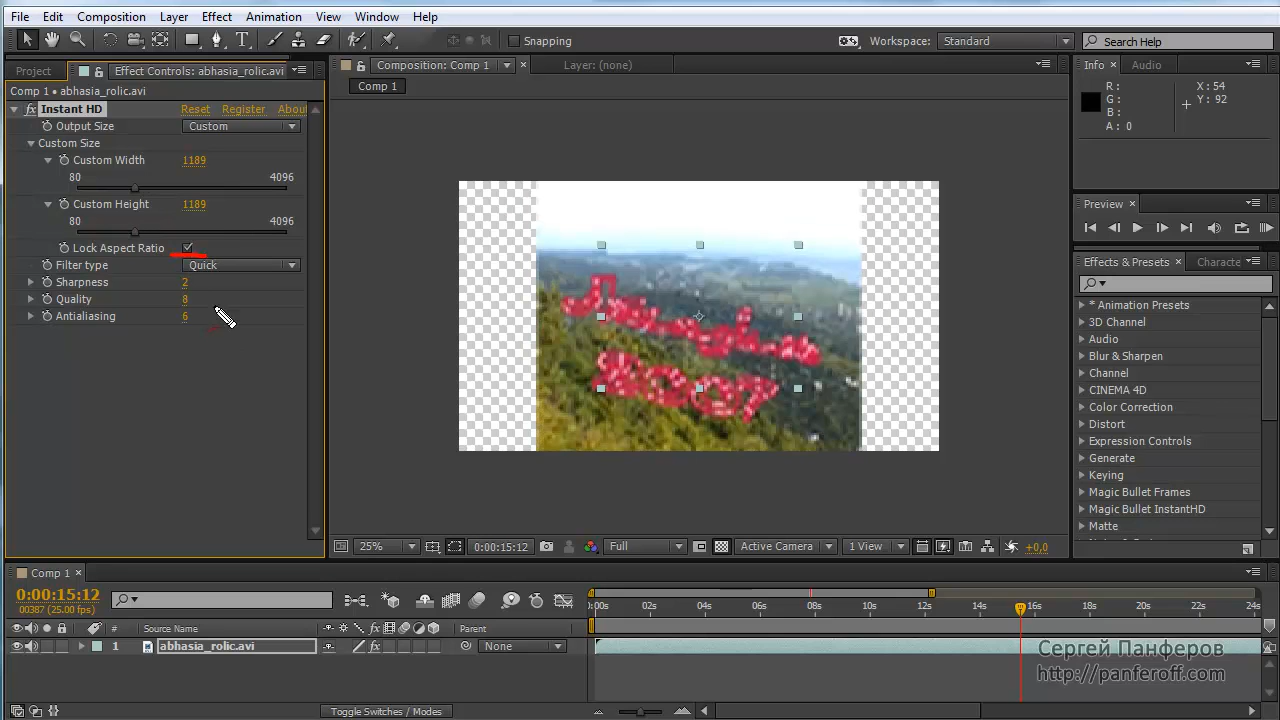 File Edit Composition Layer Effect Animation View Window Help
Snapping Workspace: Standard Search Help
Project Effect Controls: abhasia_rolic.avi Composition: Comp 1 Layer: (none) Info Audio
Comp 1 • abhasia_rolic.avi Comp 1
R: X: 54
G: Y: 92
B:
A: 0
fx Instant HD Reset Register Abou
Output Size Custom
Custom Size
Custom Width 1189
80 4096
Custom Height 1189
80 4096
Lock Aspect Ratio
Filter type Quick
Sharpness 2
Quality 8
Antialiasing 6
Preview
Effects & Presets Characte
* Animation Presets
3D Channel
Audio
Blur & Sharpen
Channel
CINEMA 4D
Color Correction
Distort
Expression Controls
Generate
Keying
Magic Bullet Frames
Magic Bullet InstantHD
Matte
25% 0:00:15:12 Full Active Camera 1 View +0,0
Comp 1
0:00:15:12
00387 (25.00 fps)
:00s 02s 04s 06s 08s 10s 12s 14s 16s 18s 20s 22s 24s
# Source Name fx Parent
1 abhasia_rolic.avi fx None
Сергей Панферов
http://panferoff.com
Toggle Switches / Modes